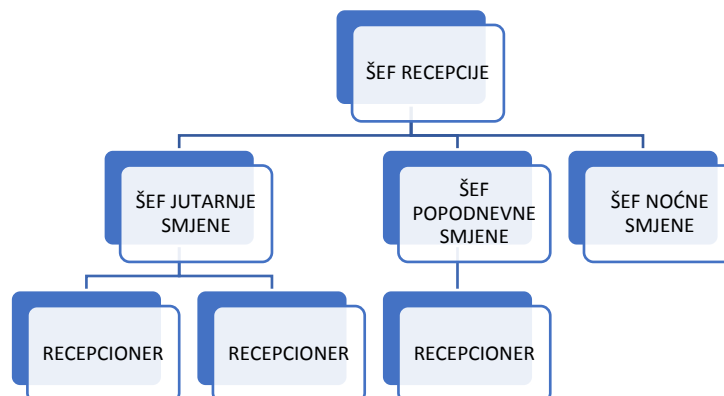 ŠEF RECEPCIJE
ŠEF JUTARNJE
SMJENE
ŠEF
POPODNEVNE
SMJENE
ŠEF NOĆNE
SMJENE
RECEPCIONER
RECEPCIONER
RECEPCIONER